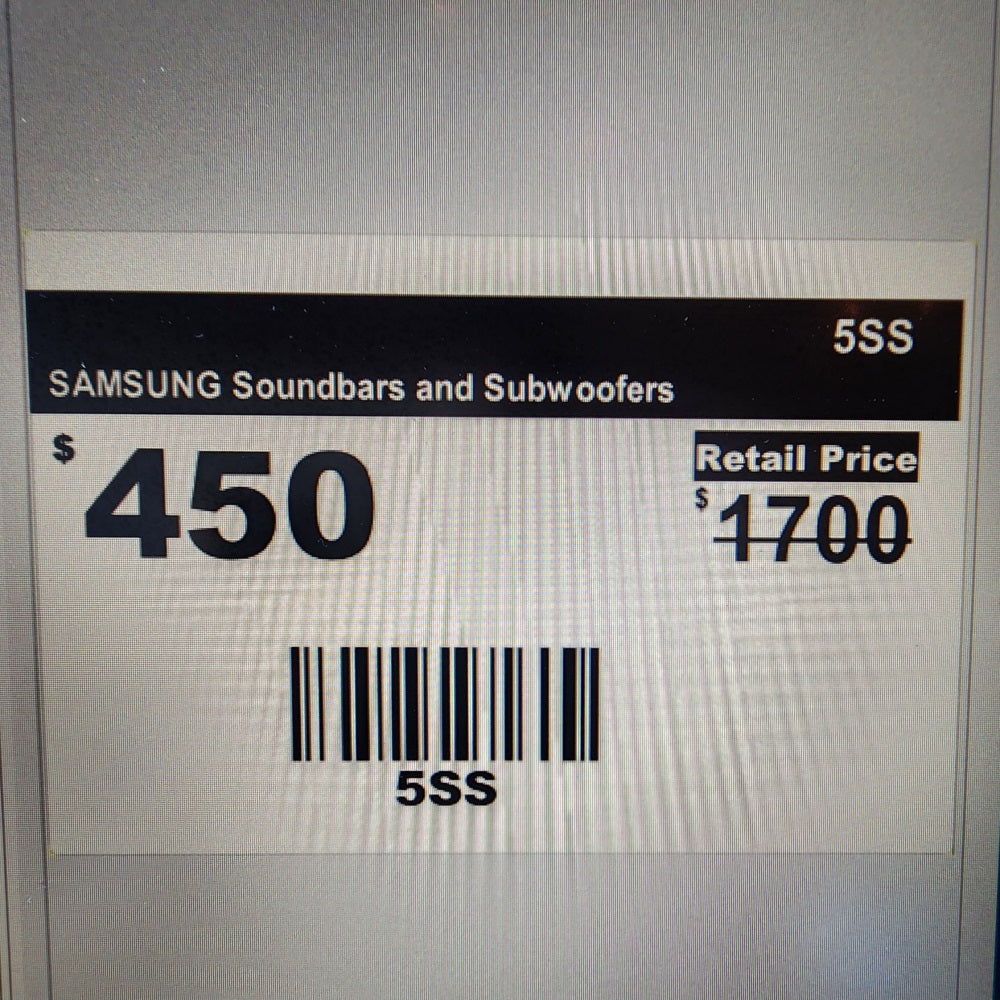 5SS
SAMSUNG Soundbars and Subwoofers
$450
Retail Price
$1700
5SS